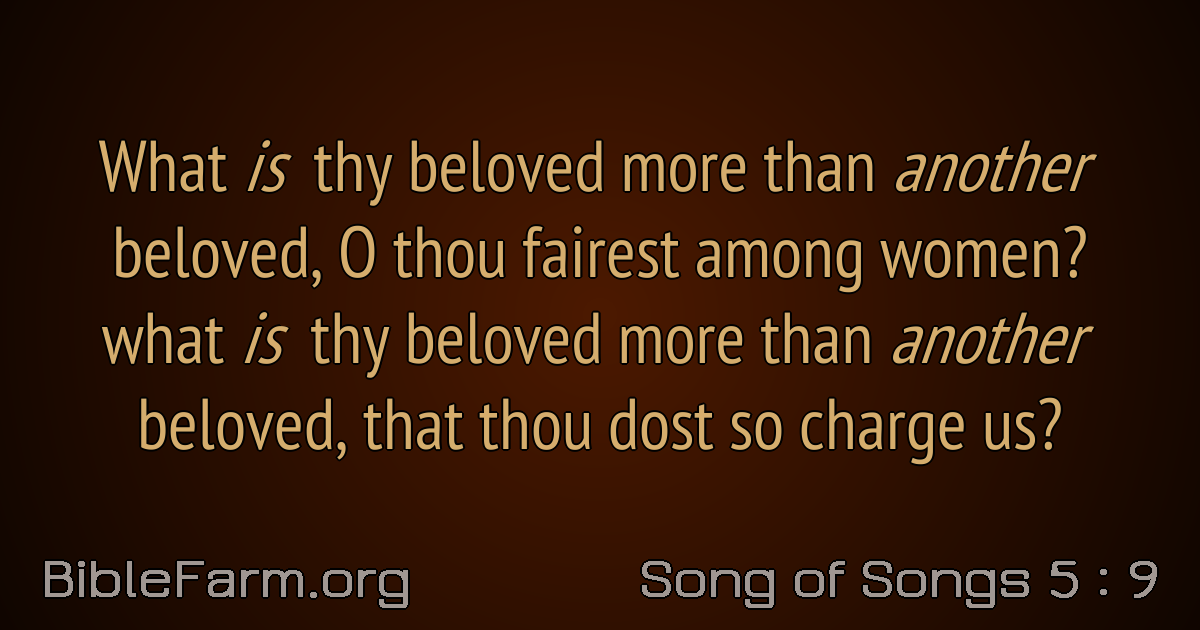 What is thy beloved more than another
beloved, O thou fairest among women?
what is thy beloved more than another
beloved, that thou dost so charge us?
BibleFarm.org
Song of Songs 5 : 9